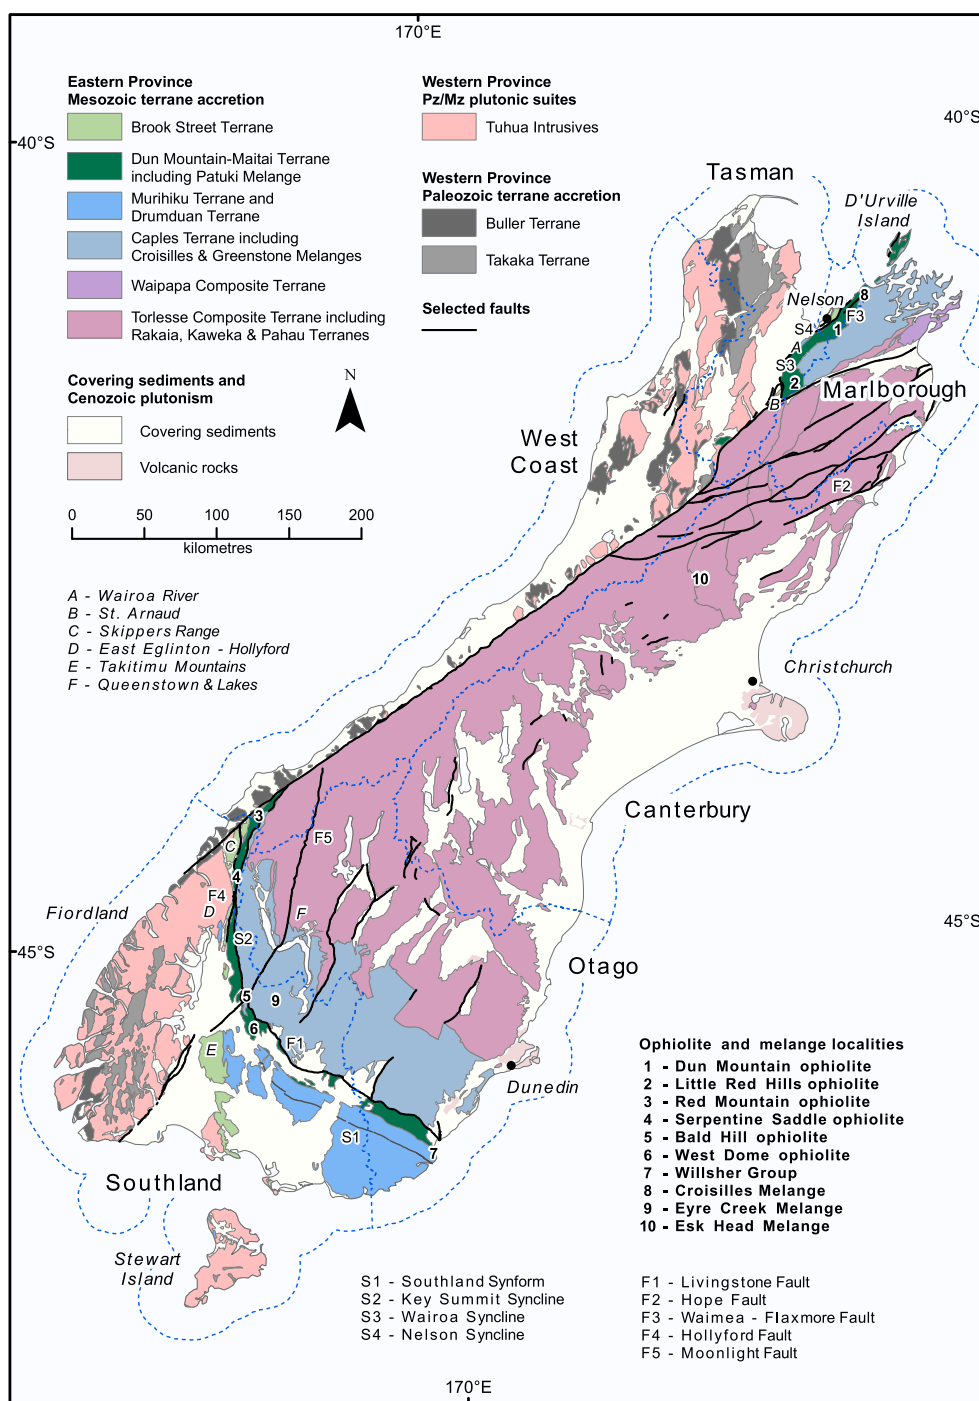 170°E
40°S
40°S
Eastern Province
Mesozoic terrane accretion
Brook Street Terrane
Dun Mountain-Maitai Terrane
including Patuki Melange
Murihiku Terrane and
Drumduan Terrane
Caples Terrane including
Croisilles & Greenstone Melanges
Waipapa Composite Terrane
Torlesse Composite Terrane including
Rakaia, Kaweka & Pahau Terranes
Covering sediments and
Cenozoic plutonism
Covering sediments
Volcanic rocks
Western Province
Pz/Mz plutonic suites
Tuhua Intrusives
Western Province
Paleozoic terrane accretion
Buller Terrane
Takaka Terrane
Selected faults
N
0 50 100 150 200
kilometres
A - Wairoa River
B - St. Arnaud
C - Skippers Range
D - East Eglinton - Hollyford
E - Takitimu Mountains
F - Queenstown & Lakes
Tasman
D'Urville
Island
Nelson
8
F3
S4
1
A
S3
2
B
Marlborough
West
Coast
F2
10
Christchurch
Canterbury
3
C
F5
4
F4
D
Fiordland
F
S2
45°S
45°S
Otago
5
9
6
F1
E
Dunedin
S1
7
Southland
Stewart
Island
Ophiolite and melange localities
1 - Dun Mountain ophiolite
2 - Little Red Hills ophiolite
3 - Red Mountain ophiolite
4 - Serpentine Saddle ophiolite
5 - Bald Hill ophiolite
6 - West Dome ophiolite
7 - Willsher Group
8 - Croisilles Melange
9 - Eyre Creek Melange
10 - Esk Head Melange
S1 - Southland Synform
S2 - Key Summit Syncline
S3 - Wairoa Syncline
S4 - Nelson Syncline
F1 - Livingstone Fault
F2 - Hope Fault
F3 - Waimea - Flaxmore Fault
F4 - Hollyford Fault
F5 - Moonlight Fault
170°E